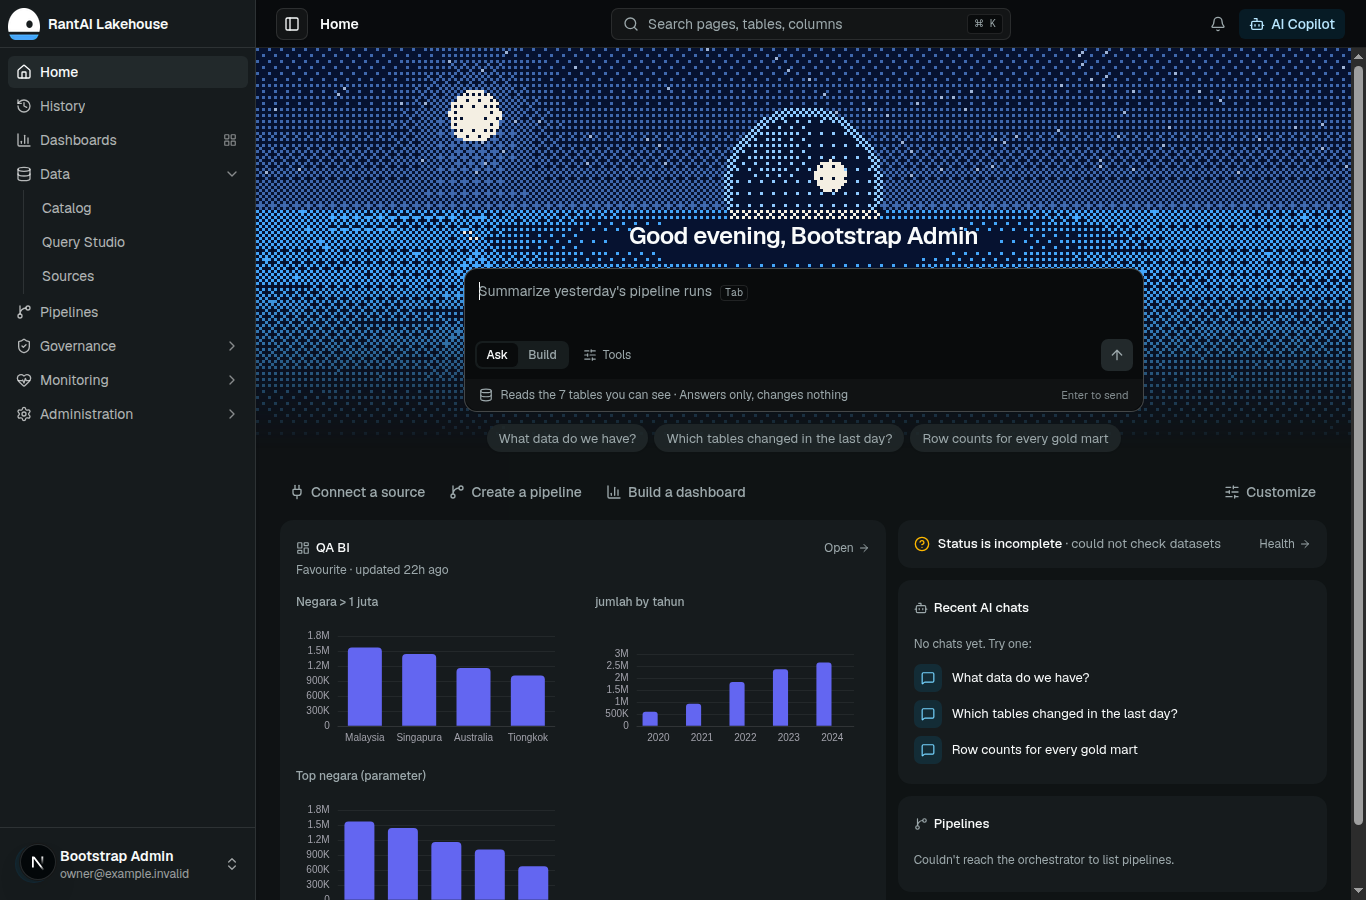 RantAI Lakehouse
Home
Search pages, tables, columns
⌘ K
AI Copilot
Home
History
Dashboards
Data
Catalog
Query Studio
Sources
Pipelines
Governance
Monitoring
Administration
Good evening, Bootstrap Admin
Summarize yesterday's pipeline runs Tab
Ask Build Tools
Reads the 7 tables you can see · Answers only, changes nothing
Enter to send
What data do we have?
Which tables changed in the last day?
Row counts for every gold mart
Connect a source
Create a pipeline
Build a dashboard
Customize
QA BI
Open
Favourite · updated 22h ago
Negara > 1 juta
1.8M
1.5M
1.2M
900K
600K
300K
0
Malaysia Singapura Australia Tiongkok
jumlah by tahun
3M
2.5M
2M
1.5M
1M
500K
0
2020 2021 2022 2023 2024
Top negara (parameter)
1.8M
1.5M
1.2M
900K
600K
300K
0
Status is incomplete · could not check datasets
Health
Recent AI chats
No chats yet. Try one:
What data do we have?
Which tables changed in the last day?
Row counts for every gold mart
Pipelines
Couldn't reach the orchestrator to list pipelines.
N
Bootstrap Admin
owner@example.invalid